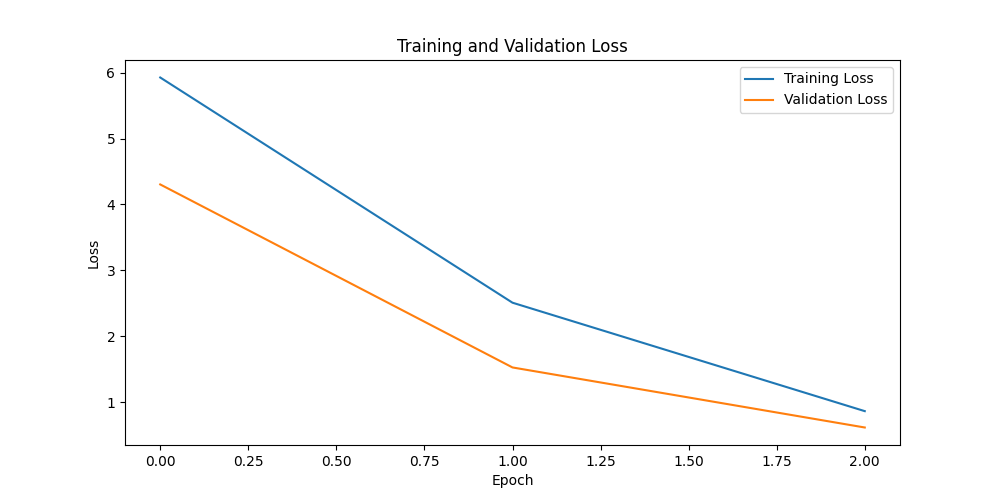 Training and Validation Loss
Training Loss
Validation Loss
6
5
4
3
2
1
Loss
0.00 0.25 0.50 0.75 1.00 1.25 1.50 1.75 2.00
Epoch